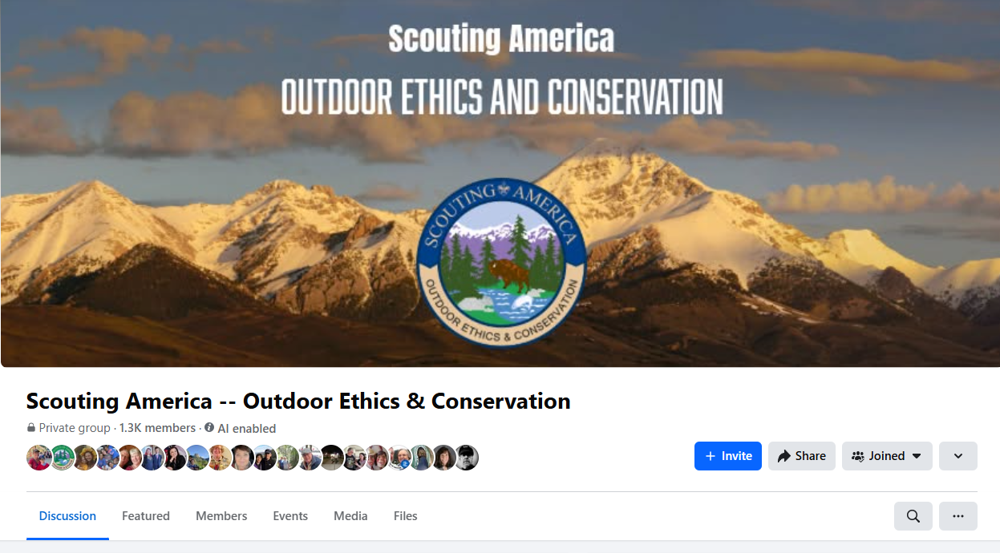 Scouting America
OUTDOOR ETHICS AND CONSERVATION
SCOUTING AMERICA
OUTDOOR ETHICS & CONSERVATION
Scouting America -- Outdoor Ethics & Conservation
Private group · 1.3K members · AI enabled
+ Invite Share Joined
Discussion Featured Members Events Media Files